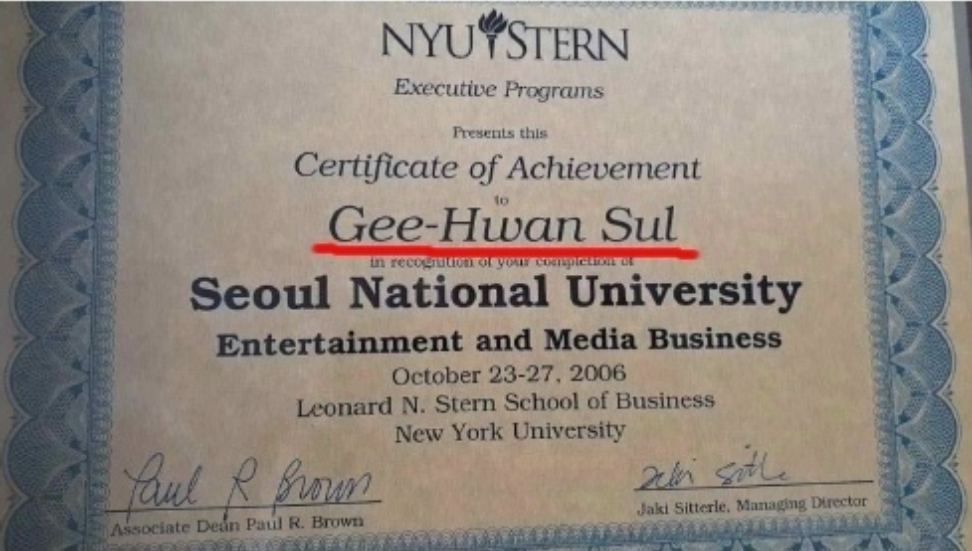 NYU STERN
Executive Programs
Presents this
Certificate of Achievement
to
Gee-Hwan Sul
in recognition of your completion of
Seoul National University
Entertainment and Media Business
October 23-27, 2006
Leonard N. Stern School of Business
New York University
Paul R Brown
Jaki Sitterle
Associate Dean Paul R. Brown
Jaki Sitterle, Managing Director